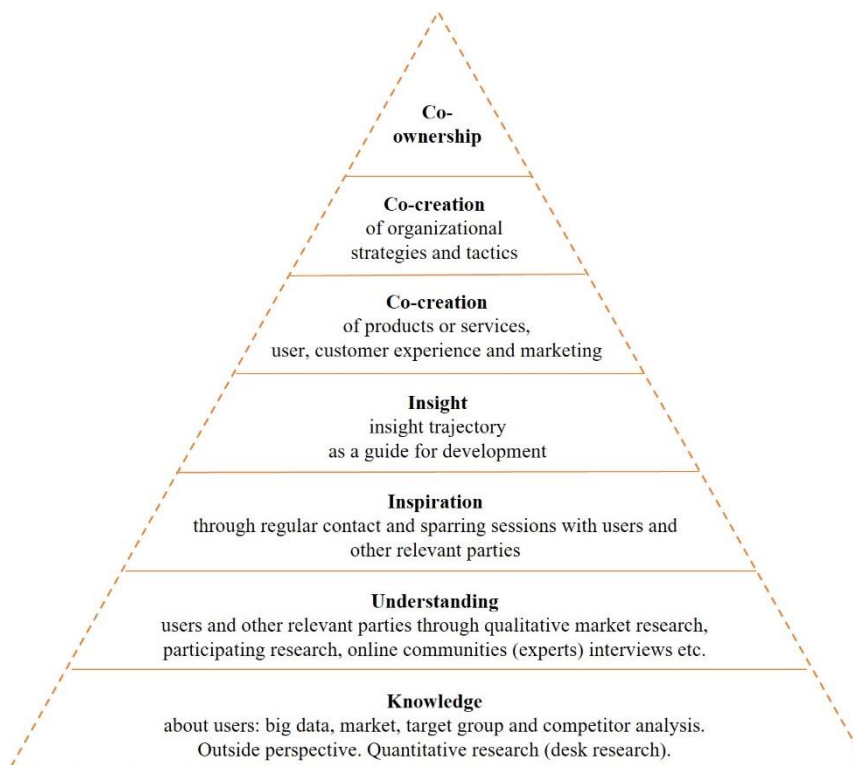 Co-
ownership
Co-creation
of organizational
strategies and tactics
Co-creation
of products or services,
user, customer experience and marketing
Insight
insight trajectory
as a guide for development
Inspiration
through regular contact and sparring sessions with users and
other relevant parties
Understanding
users and other relevant parties through qualitative market research,
participating research, online communities (experts) interviews etc.
Knowledge
about users: big data, market, target group and competitor analysis.
Outside perspective. Quantitative research (desk research).